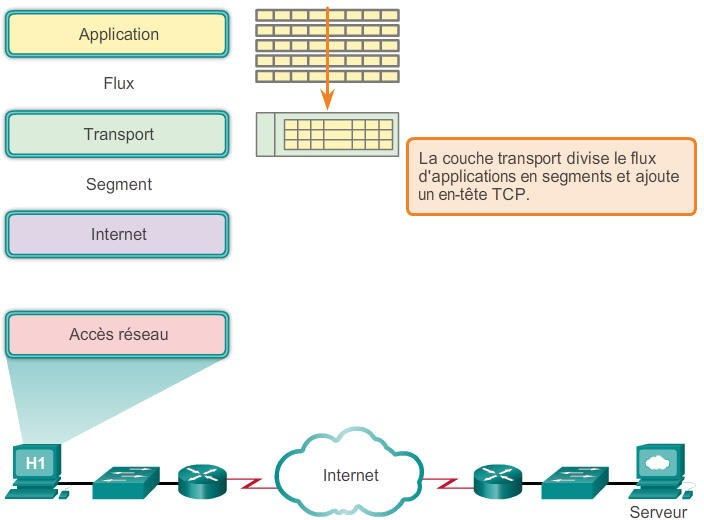 Application
Flux
Transport
La couche transport divise le flux
d'applications en segments et ajoute
un en-tête TCP.
Segment
Internet
Accès réseau
H1
Internet
Serveur